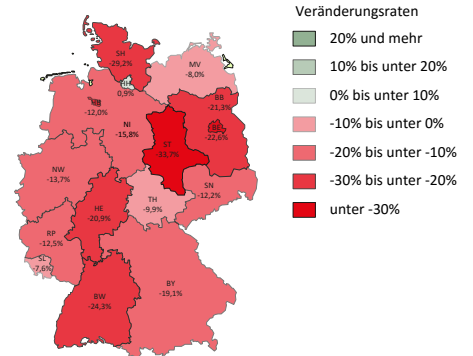 Veränderungsraten
20% und mehr
10% bis unter 20%
0% bis unter 10%
-10% bis unter 0%
-20% bis unter -10%
-30% bis unter -20%
unter -30%
SH
-29,2%
HH
0,9%
MV
-8,0%
HB
-12,0%
BB
-21,3%
NI
-15,8%
BE
-22,6%
ST
-33,7%
NW
-13,7%
SN
-12,2%
TH
-9,9%
HE
-20,9%
RP
-12,5%
SL
-7,6%
BY
-19,1%
BW
-24,3%